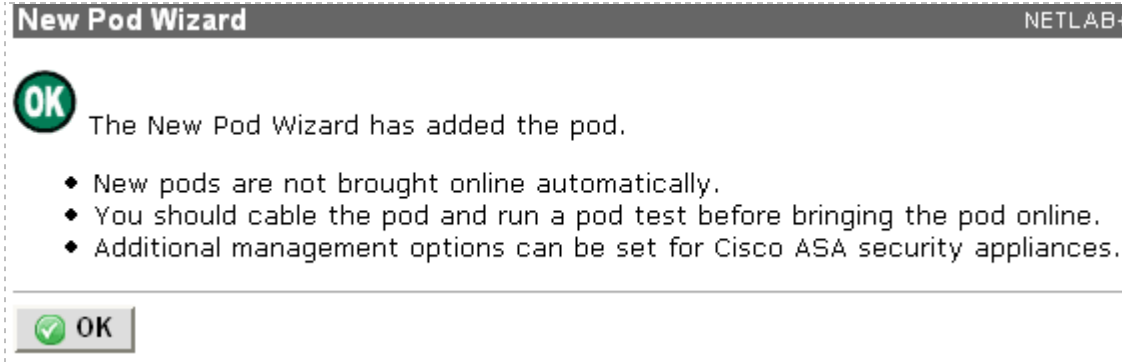 New Pod Wizard NETLAB-
OK
The New Pod Wizard has added the pod.
New pods are not brought online automatically.
You should cable the pod and run a pod test before bringing the pod online.
Additional management options can be set for Cisco ASA security appliances.
OK